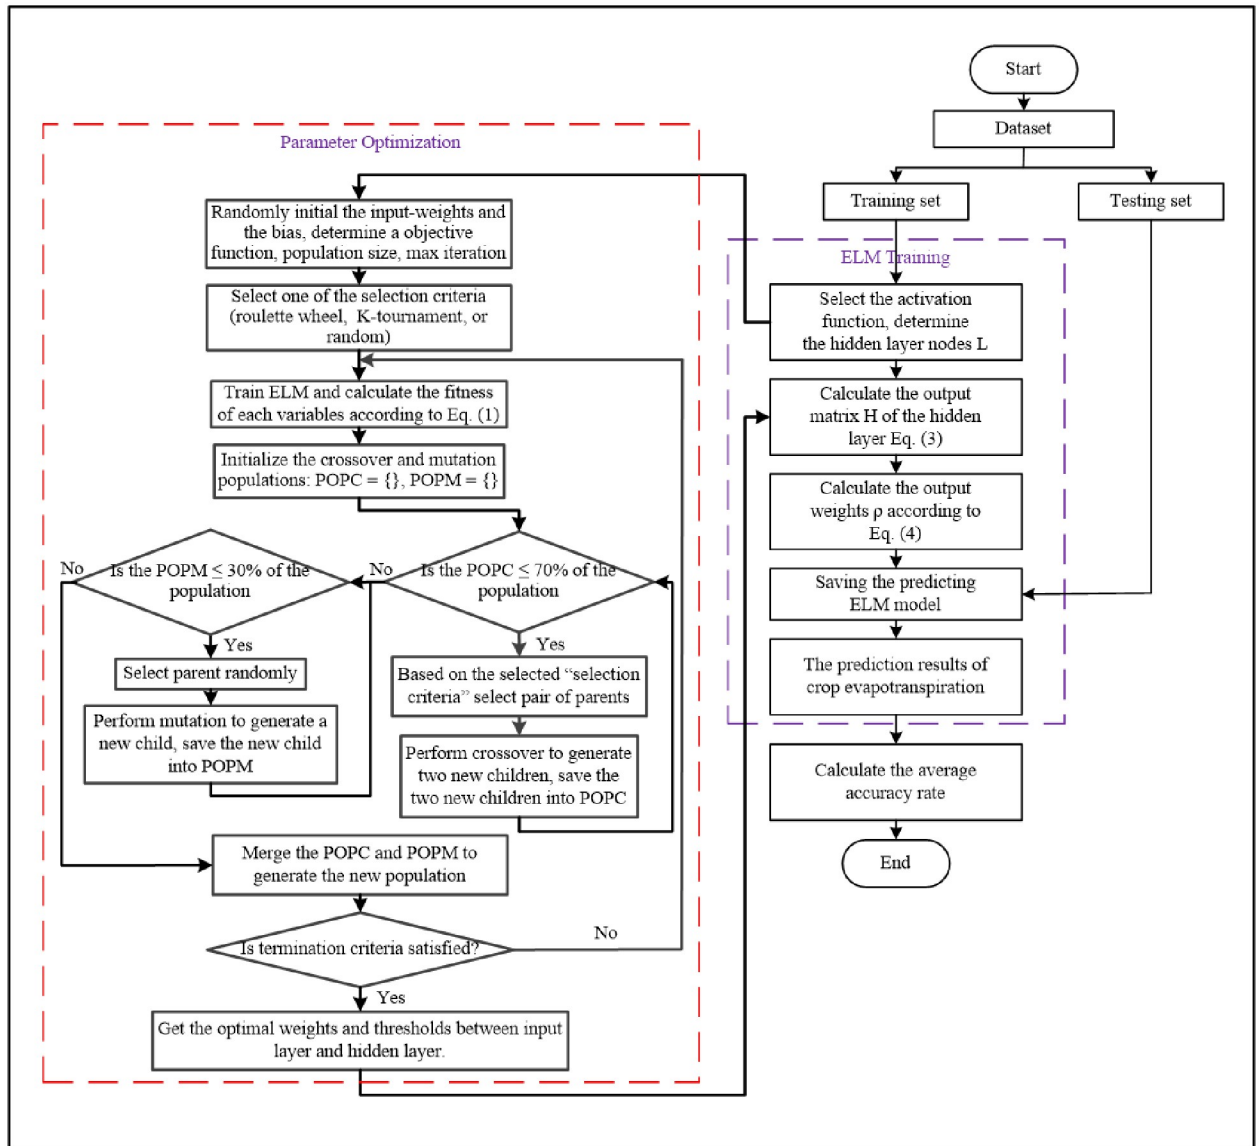 Start
Dataset
Training set
Testing set
Parameter Optimization
Randomly initial the input-weights and
the bias, determine a objective
function, population size, max iteration
Select one of the selection criteria
(roulette wheel, K-tournament, or
random)
Train ELM and calculate the fitness
of each variables according to Eq. (1)
Initialize the crossover and mutation
populations: POPC = {}, POPM = {}
No
Is the POPM ≤ 30% of the
population
No
Is the POPC ≤ 70% of the
population
Yes
Select parent randomly
Perform mutation to generate a
new child, save the new child
into POPM
Yes
Based on the selected “selection
criteria” select pair of parents
Perform crossover to generate
two new children, save the
two new children into POPC
Merge the POPC and POPM to
generate the new population
Is termination criteria satisfied?
No
Yes
Get the optimal weights and thresholds between input
layer and hidden layer.
ELM Training
Select the activation
function, determine
the hidden layer nodes L
Calculate the output
matrix H of the hidden
layer Eq. (3)
Calculate the output
weights ρ according to
Eq. (4)
Saving the predicting
ELM model
The prediction results of
crop evapotranspiration
Calculate the average
accuracy rate
End